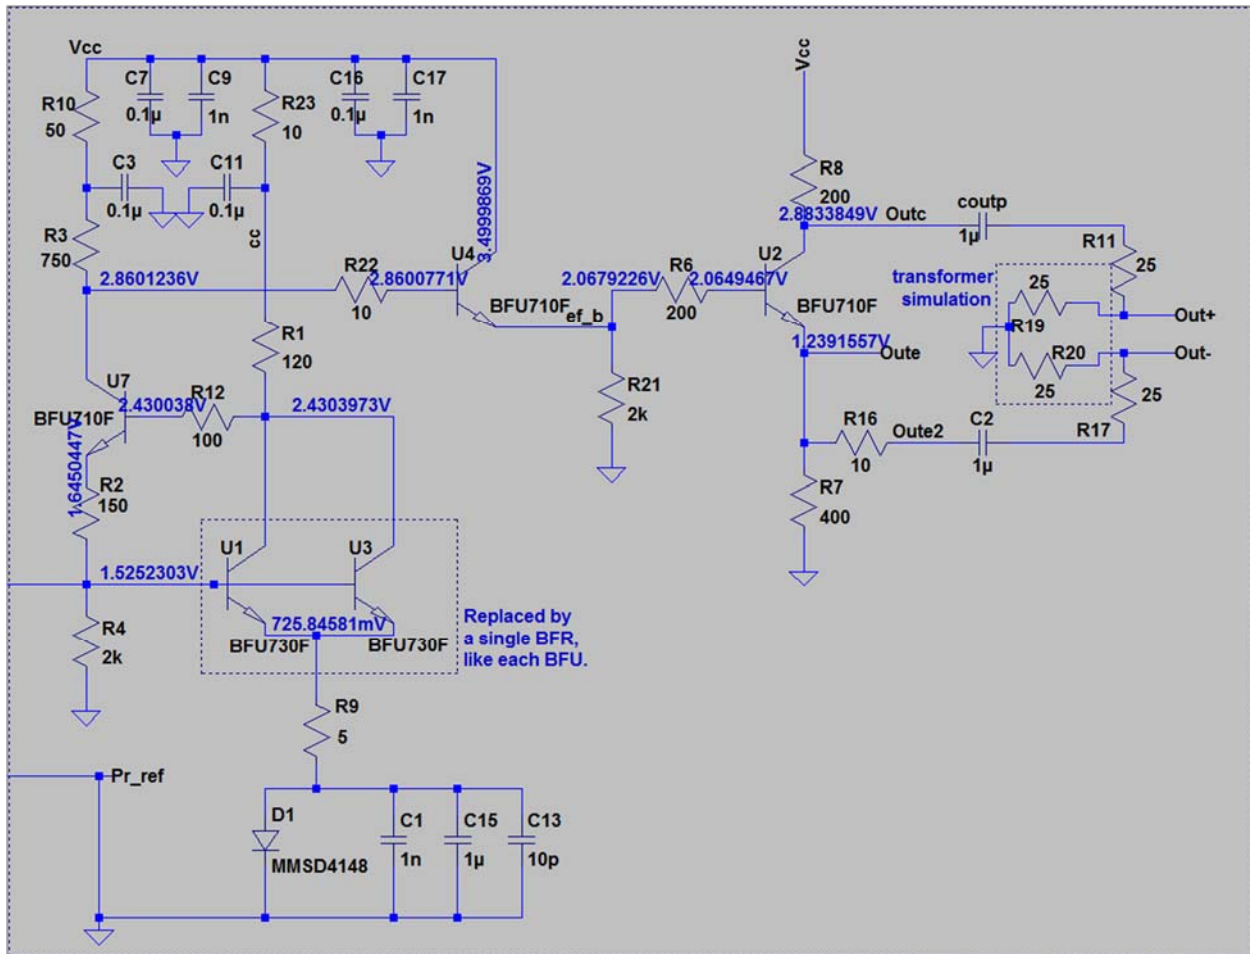 Vcc
C7
0.1µ
C9
1n
C16
0.1µ
C17
1n
R10
50
R23
10
C3
0.1µ
C11
0.1µ
cc
3.4999869V
Vcc
R8
200
2.8833849V
Outc
coutp
1µ
R11
25
R3
750
2.8601236V
R22
10
2.8600771V
U4
BFU710F
ef_b
2.0679226V
R6
200
2.0649467V
U2
BFU710F
1.2391557V
Oute
transformer
simulation
25
R19
R20
25
Out+
Out-
25
R17
R1
120
U7
BFU710F
2.430038V
R12
100
2.4303973V
1.6450447V
R21
2k
R16
10
Oute2
C2
1µ
R7
400
R2
150
1.5252303V
U1
U3
725.84581mV
BFU730F
BFU730F
Replaced by
a single BFR,
like each BFU.
R4
2k
R9
5
Pr_ref
D1
MMSD4148
C1
1n
C15
1µ
C13
10p